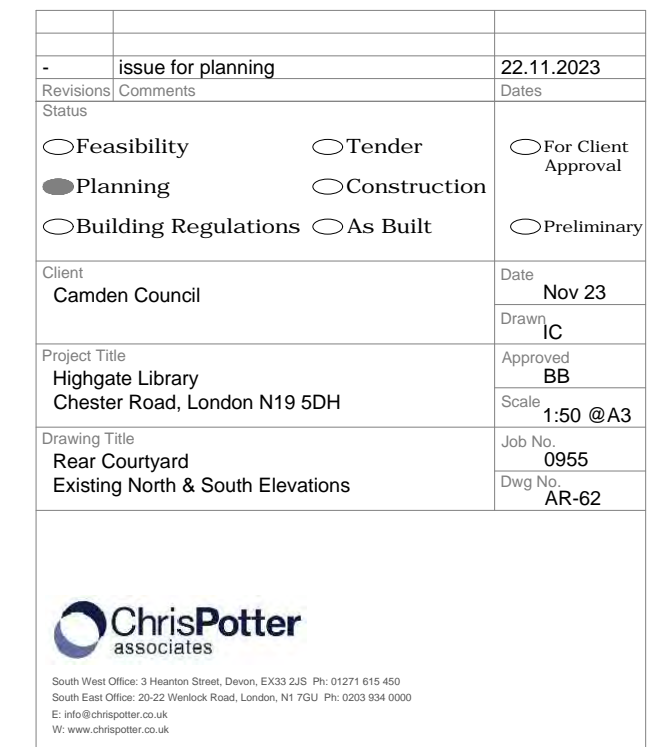 - issue for planning 22.11.2023
Revisions Comments Dates
Status
Feasibility Tender For Client
Approval
Planning Construction
Building Regulations As Built Preliminary
Client
Camden Council
Date
Nov 23
Drawn
IC
Project Title
Highgate Library
Chester Road, London N19 5DH
Approved
BB
Scale
1:50 @A3
Drawing Title
Rear Courtyard
Existing North & South Elevations
Job No.
0955
Dwg No.
AR-62
ChrisPotter
associates
South West Office: 3 Heanton Street, Devon, EX33 2JS Ph: 01271 615 450
South East Office: 20-22 Wenlock Road, London, N1 7GU Ph: 0203 934 0000
E: info@chrispotter.co.uk
W: www.chrispotter.co.uk